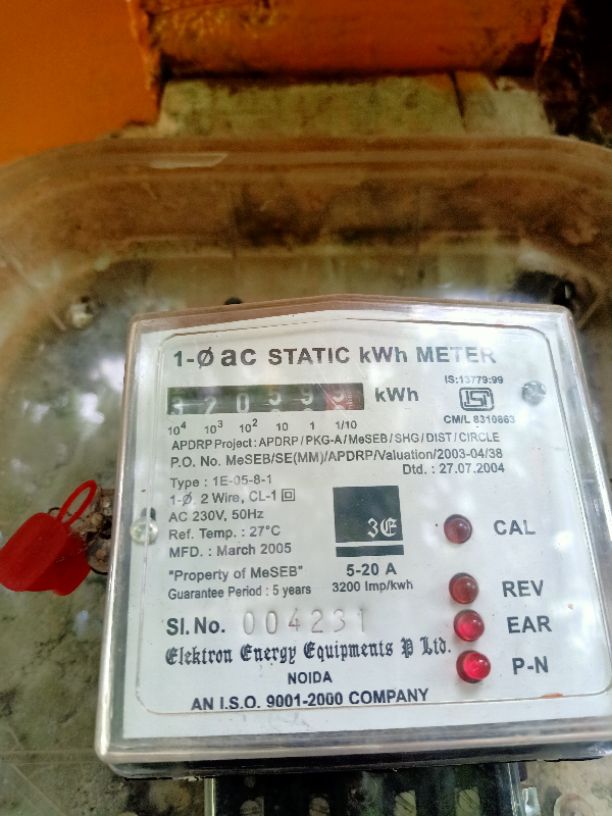 1-Ø ac STATIC kWh METER
kWh
IS:13779:99
CM/L 8310863
10⁴ 10³ 10² 10 1 1/10
APDRP Project: APDRP / PKG-A / MeSEB / SHG / DIST / CIRCLE
P.O. No. MeSEB/SE(MM)/APDRP/Valuation/2003-04/38
Dtd. : 27.07.2004
Type : 1E-05-8-1
1-Ø, 2 Wire, CL-1
AC 230V, 50Hz
Ref. Temp. : 27°C
MFD. : March 2005
3E
CAL
"Property of MeSEB"
Guarantee Period : 5 years
5-20 A
3200 Imp/kwh
REV
EAR
P-N
Sl. No. 004231
Elektron Energy Equipments P Ltd.
NOIDA
AN I.S.O. 9001-2000 COMPANY